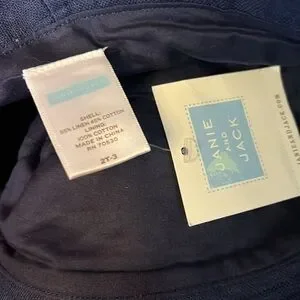 SHELL:
55% LINEN 45% COTTON
LINING:
100% COTTON
MADE IN CHINA
RN 70530
2T-3
JANIE
AND
JACK